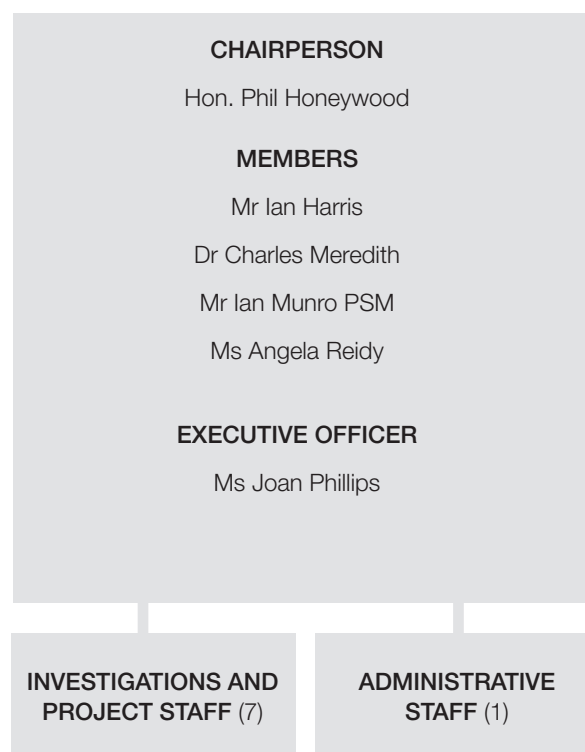 CHAIRPERSON
Hon. Phil Honeywood
MEMBERS
Mr Ian Harris
Dr Charles Meredith
Mr Ian Munro PSM
Ms Angela Reidy
EXECUTIVE OFFICER
Ms Joan Phillips
INVESTIGATIONS AND
PROJECT STAFF (7)
ADMINISTRATIVE
STAFF (1)